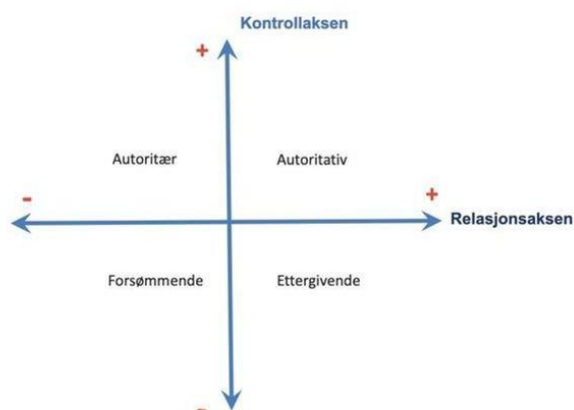 Kontrollaksen
+
Autoritær Autoritativ
- +
Relasjonsaksen
Forsømmende Ettergivende
-